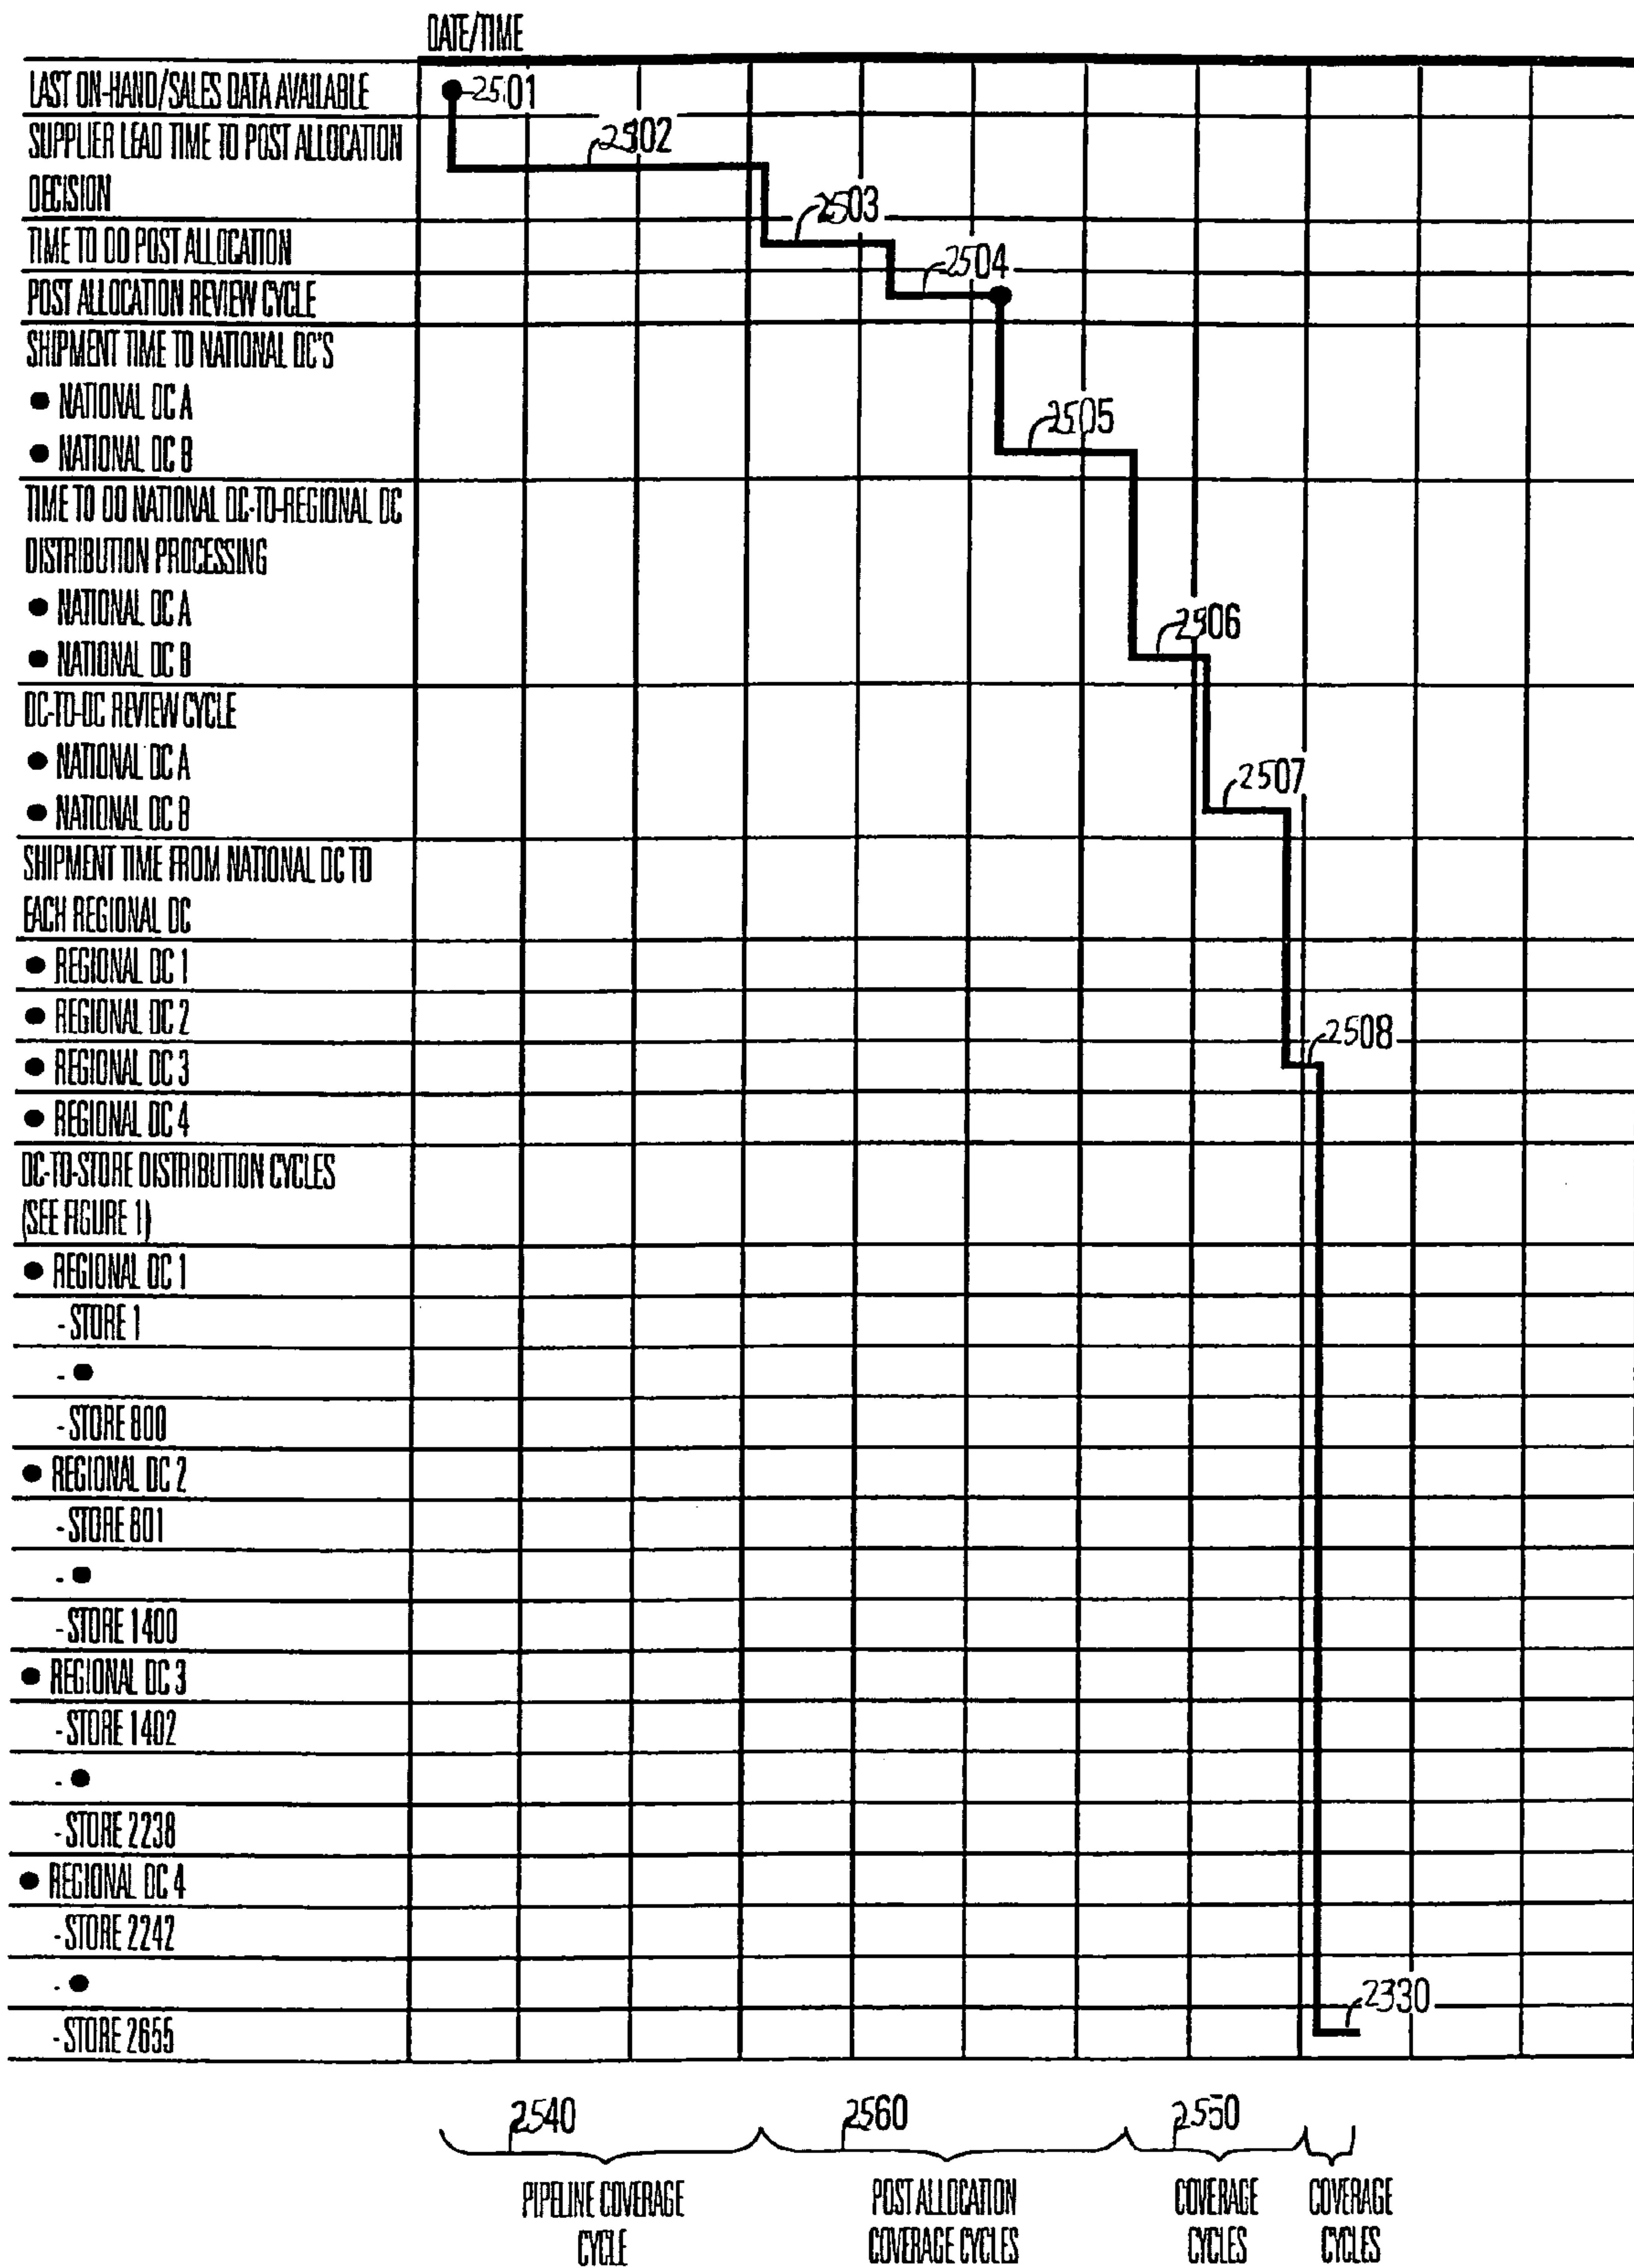 DATE/TIME
LAST ON-HAND/SALES DATA AVAILABLE
2501
SUPPLIER LEAD TIME TO POST ALLOCATION
DECISION
2502
2503
TIME TO DO POST ALLOCATION
2504
POST ALLOCATION REVIEW CYCLE
SHIPMENT TIME TO NATIONAL DC'S
● NATIONAL DC A
2505
● NATIONAL DC B
TIME TO DO NATIONAL DC-TO-REGIONAL DC
DISTRIBUTION PROCESSING
● NATIONAL DC A
2506
● NATIONAL DC B
DC-TO-DC REVIEW CYCLE
● NATIONAL DC A
2507
● NATIONAL DC B
SHIPMENT TIME FROM NATIONAL DC TO
EACH REGIONAL DC
● REGIONAL DC 1
● REGIONAL DC 2
2508
● REGIONAL DC 3
● REGIONAL DC 4
DC-TO-STORE DISTRIBUTION CYCLES
(SEE FIGURE 1)
● REGIONAL DC 1
- STORE 1
- ●
- STORE 800
● REGIONAL DC 2
- STORE 801
- ●
- STORE 1400
● REGIONAL DC 3
- STORE 1402
- ●
- STORE 2238
● REGIONAL DC 4
- STORE 2242
- ●
2330
- STORE 2655
2540
2560
2550
PIPELINE COVERAGE
CYCLE
POST ALLOCATION
COVERAGE CYCLES
COVERAGE
CYCLES
COVERAGE
CYCLES